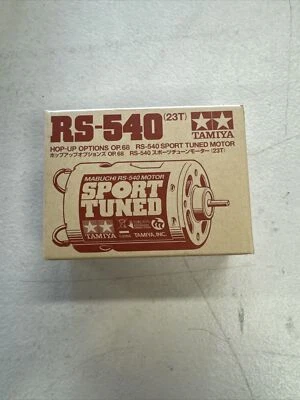 RS-540 (23T)
TAMIYA
HOP-UP OPTIONS OP.68 RS-540 SPORT TUNED MOTOR
ホップアップオプションズ OP.68 RS-540 スポーツチューンモーター (23T)
MABUCHI RS-540 MOTOR
SPORT
TUNED
TAMIYA
TAMIYA, INC.